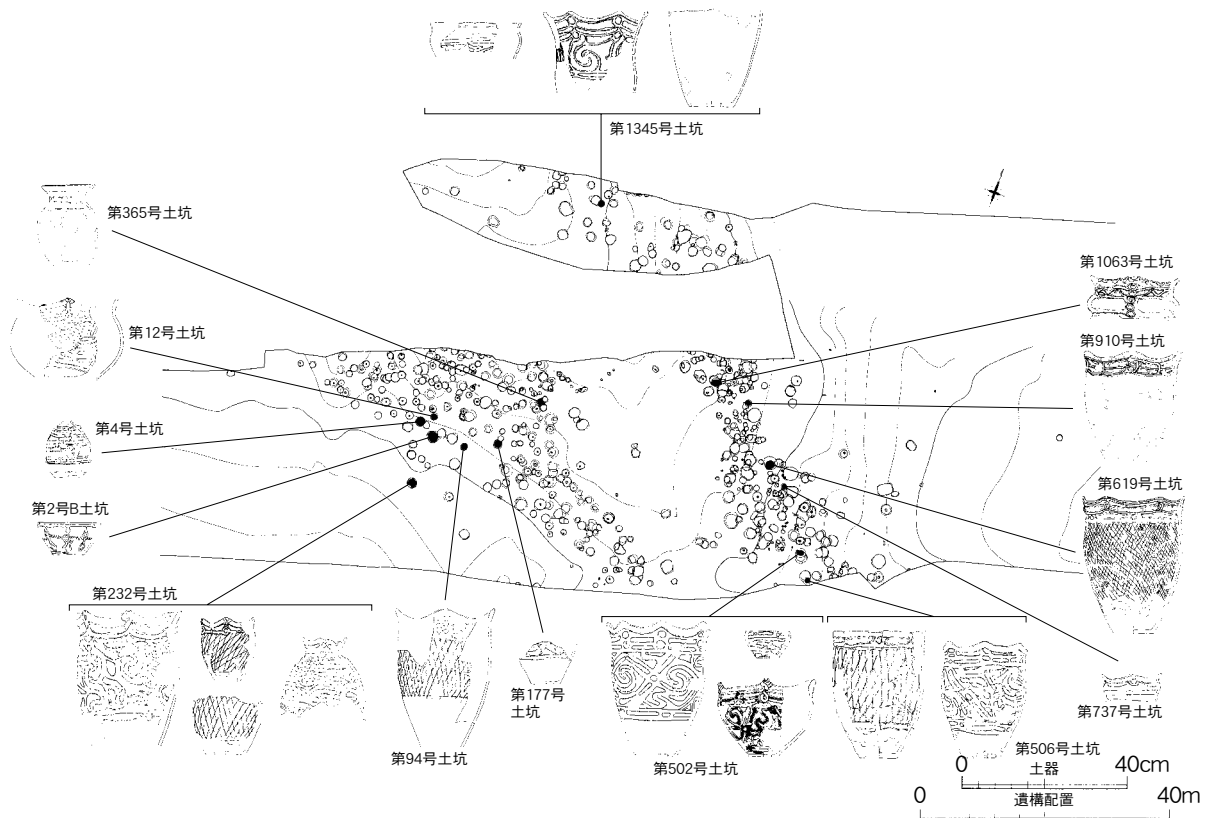 第1345号土坑
第365号土坑
第12号土坑
第4号土坑
第2号B土坑
第232号土坑
第94号土坑
第177号
土坑
第502号土坑
第1063号土坑
第910号土坑
第619号土坑
第737号土坑
第506号土坑
0 40cm
土器
遺構配置
0 40m